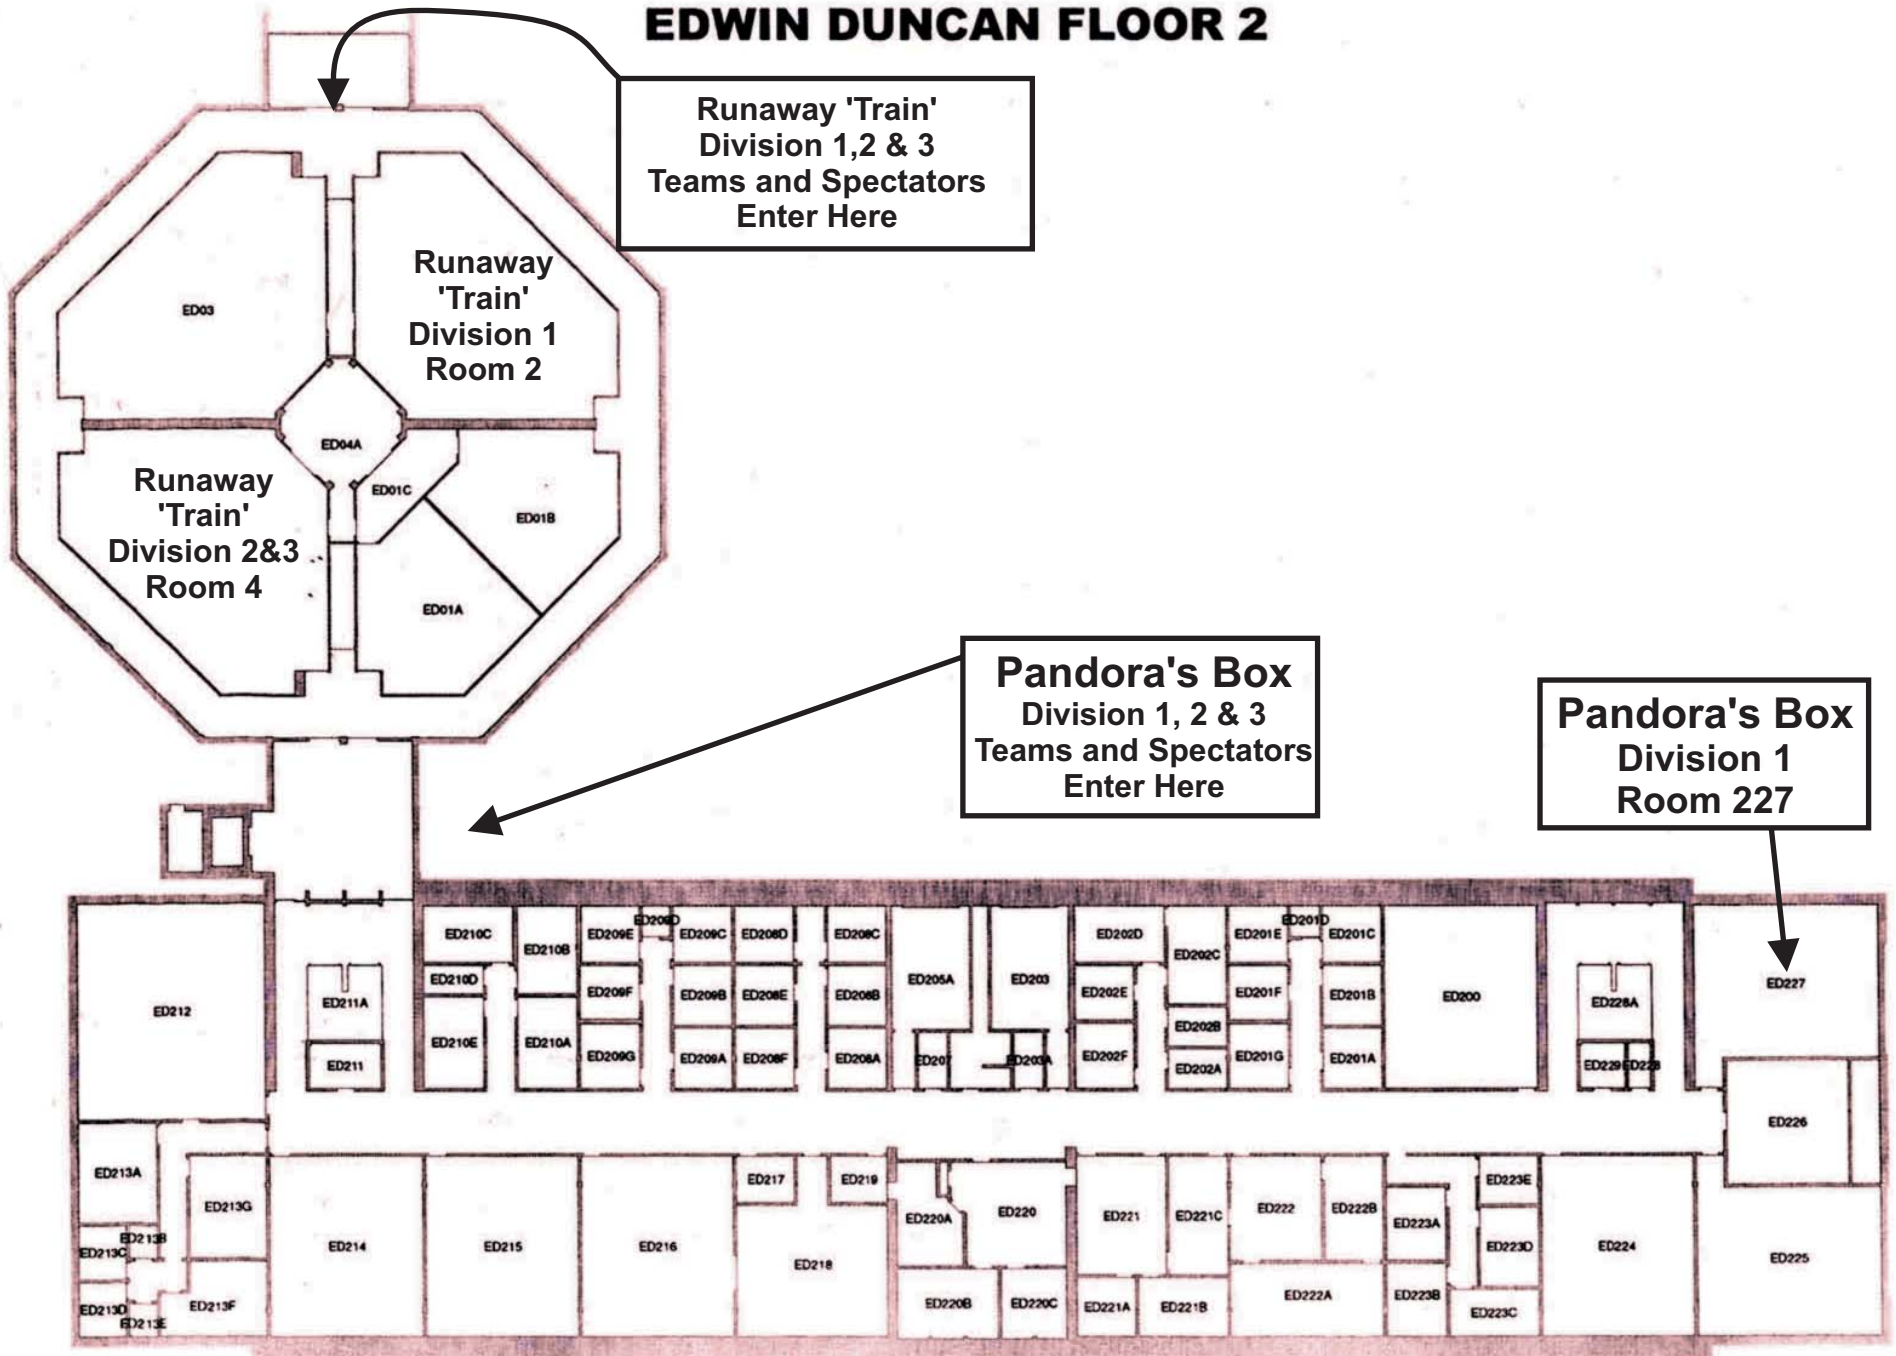 EDWIN DUNCAN FLOOR 2
Runaway 'Train'
Division 1,2 & 3
Teams and Spectators
Enter Here
Runaway
'Train'
Division 1
Room 2
ED03
ED04A
Runaway
'Train'
Division 2&3
Room 4
ED01C
ED01B
ED01A
Pandora's Box
Division 1, 2 & 3
Teams and Spectators
Enter Here
Pandora's Box
Division 1
Room 227
ED212
ED211A
ED211
ED210C
ED210B
ED210D
ED210E
ED210A
ED209E
ED209D
ED209C
ED209F
ED209B
ED209G
ED209A
ED208D
ED208C
ED208E
ED208B
ED208F
ED208A
ED205A
ED203
ED207
ED203A
ED202D
ED202C
ED202E
ED202B
ED202F
ED202A
ED201E
ED201D
ED201C
ED201F
ED201B
ED201G
ED201A
ED200
ED228A
ED229
ED228
ED227
ED226
ED213A
ED213G
ED213B
ED213C
ED213D
ED213E
ED213F
ED214
ED215
ED216
ED217
ED219
ED218
ED220A
ED220
ED220B
ED220C
ED221
ED221C
ED221A
ED221B
ED222
ED222B
ED222A
ED223A
ED223E
ED223D
ED223B
ED223C
ED224
ED225